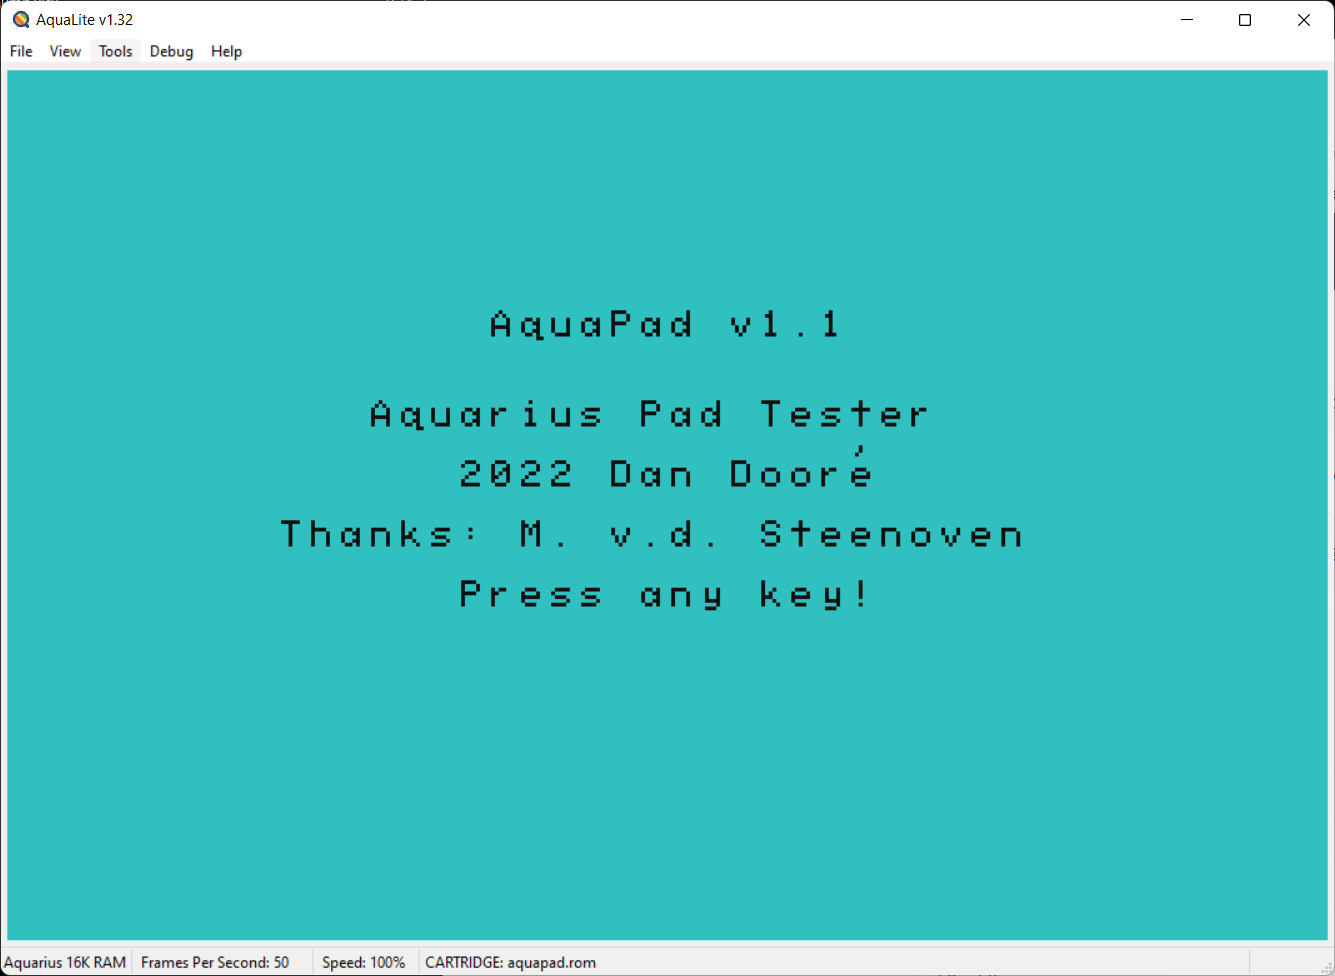 AquaLite v1.32
File View Tools Debug Help
AquaPad v1.1
Aquarius Pad Tester
2022 Dan Dooré
Thanks: M. v.d. Steenoven
Press any key!
Aquarius 16K RAM Frames Per Second: 50 Speed: 100% CARTRIDGE: aquapad.rom